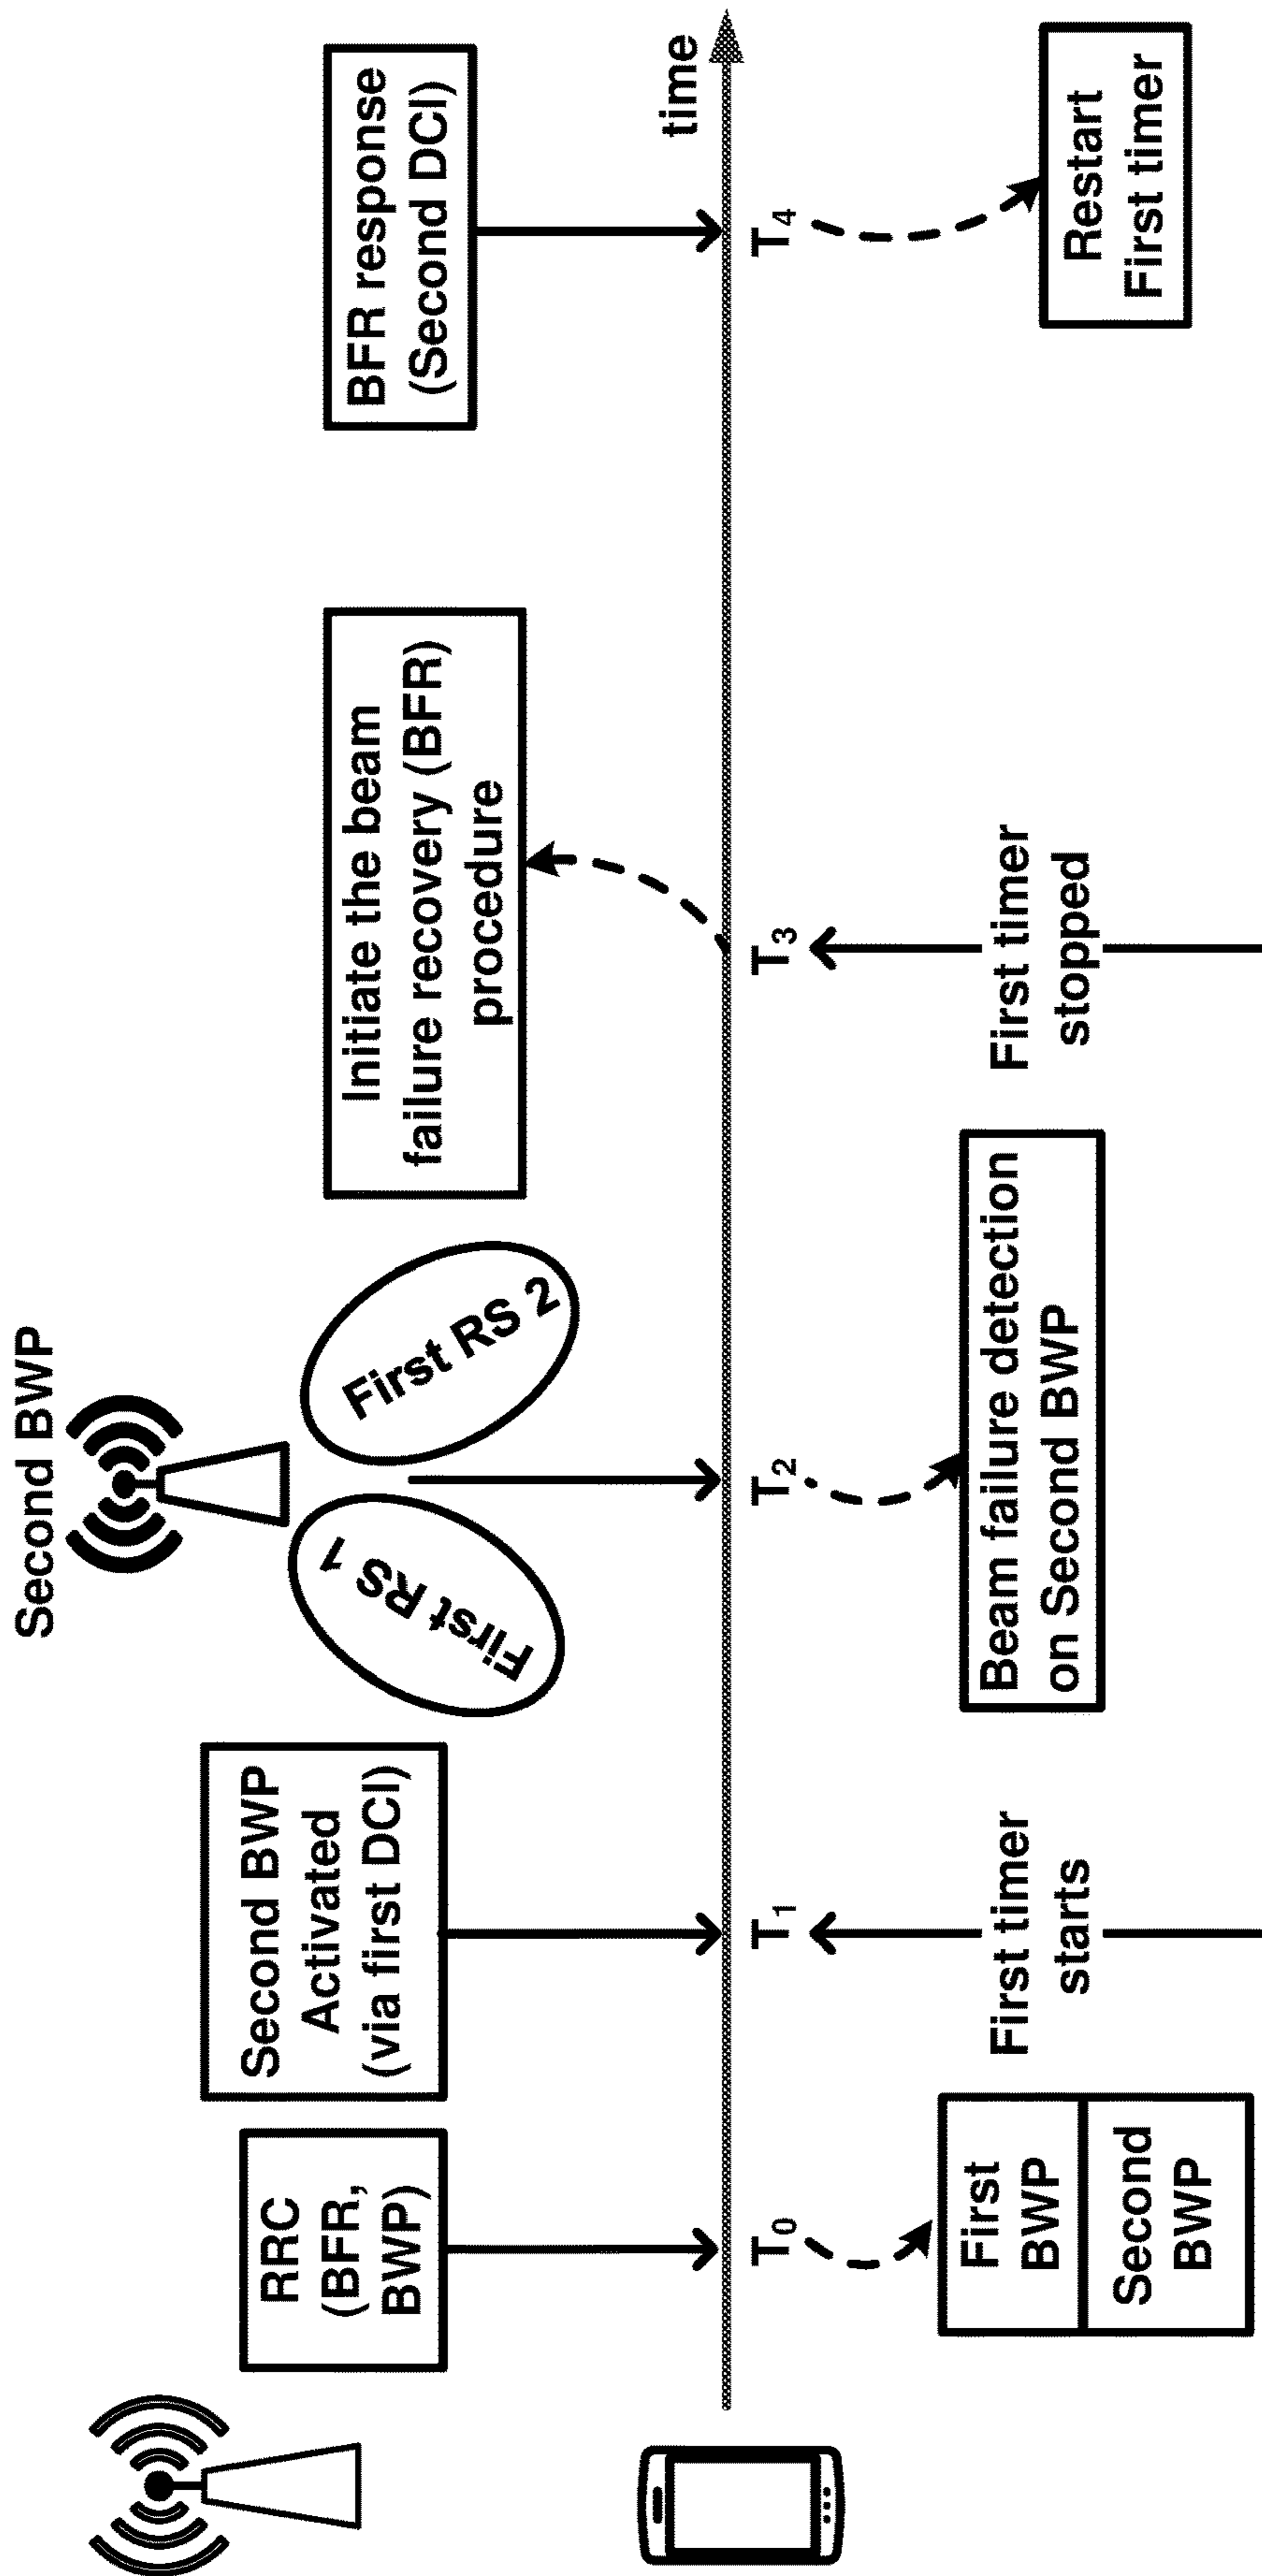 Second BWP
RRC
(BFR,
BWP)
Second BWP
Activated
(via first DCI)
First RS 1
First RS 2
Initiate the beam
failure recovery (BFR)
procedure
BFR response
(Second DCI)
time
T0
T1
T2
T3
T4
First
BWP
Second
BWP
First timer
starts
Beam failure detection
on Second BWP
First timer
stopped
Restart
First timer